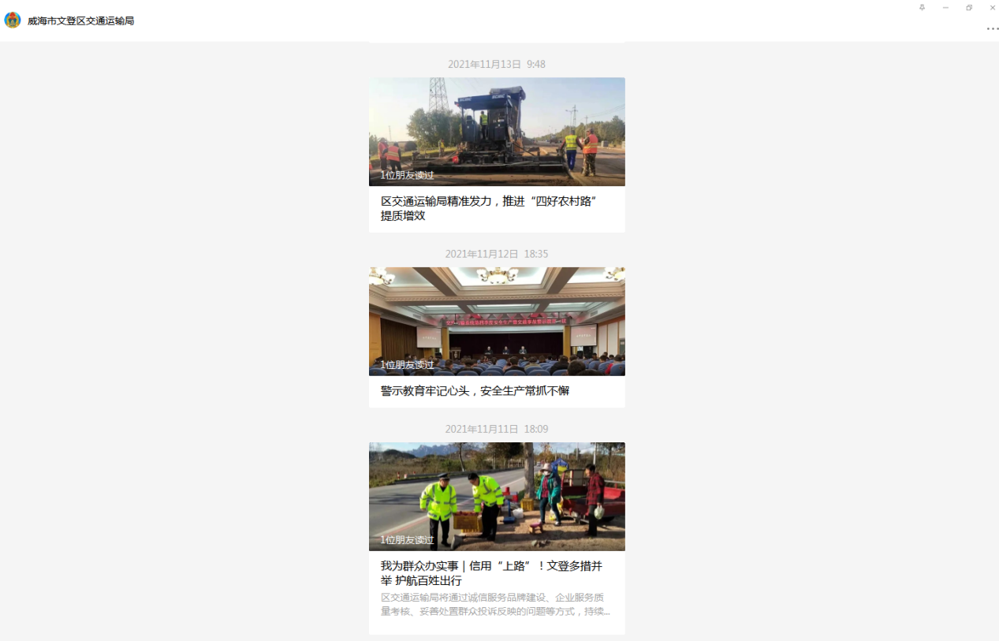 威海市文登区交通运输局
2021年11月13日 9:48
1位朋友读过
区交通运输局精准发力，推进“四好农村路”
提质增效
2021年11月12日 18:35
1位朋友读过
警示教育牢记心头，安全生产常抓不懈
2021年11月11日 18:09
1位朋友读过
我为群众办实事 | 信用“上路”！文登多措并
举 护航百姓出行
区交通运输局将通过诚信服务品牌建设、企业服务质
量考核、妥善处置群众投诉反映的问题等方式，持续...